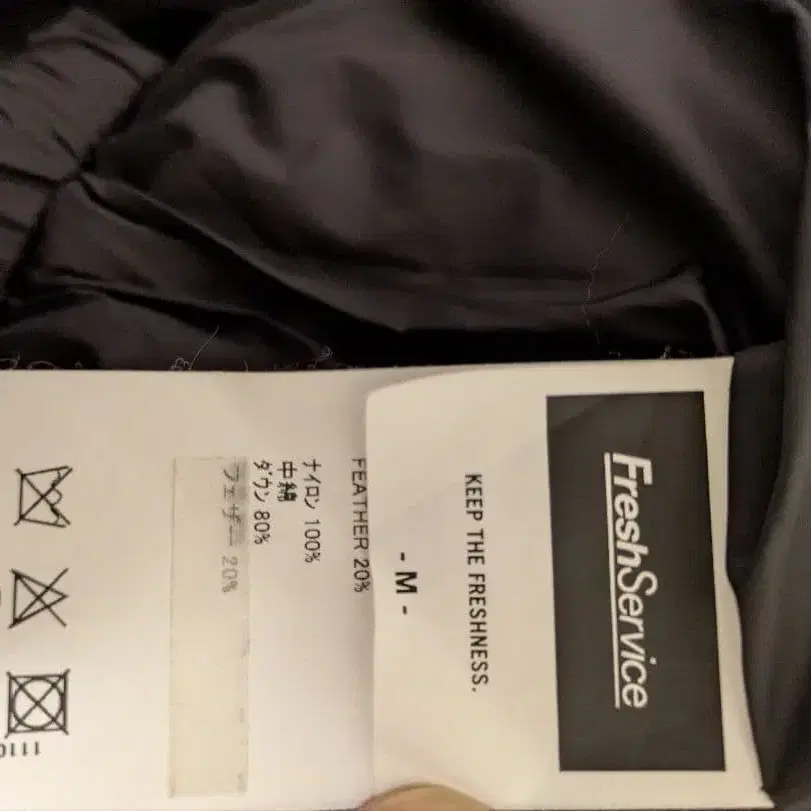 FreshService
KEEP THE FRESHNESS.
- M -
FEATHER 20%
ナイロン 100%
中綿
ダウン 80%
フェザー 20%